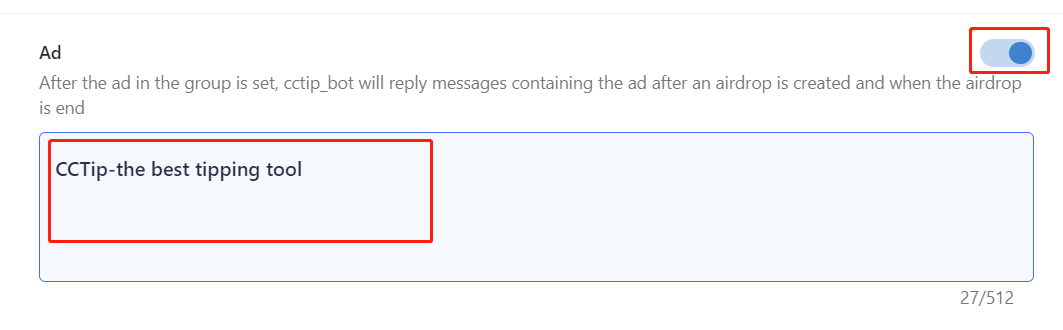 Ad
After the ad in the group is set, cctip_bot will reply messages containing the ad after an airdrop is created and when the airdrop
is end
CCTip-the best tipping tool
27/512